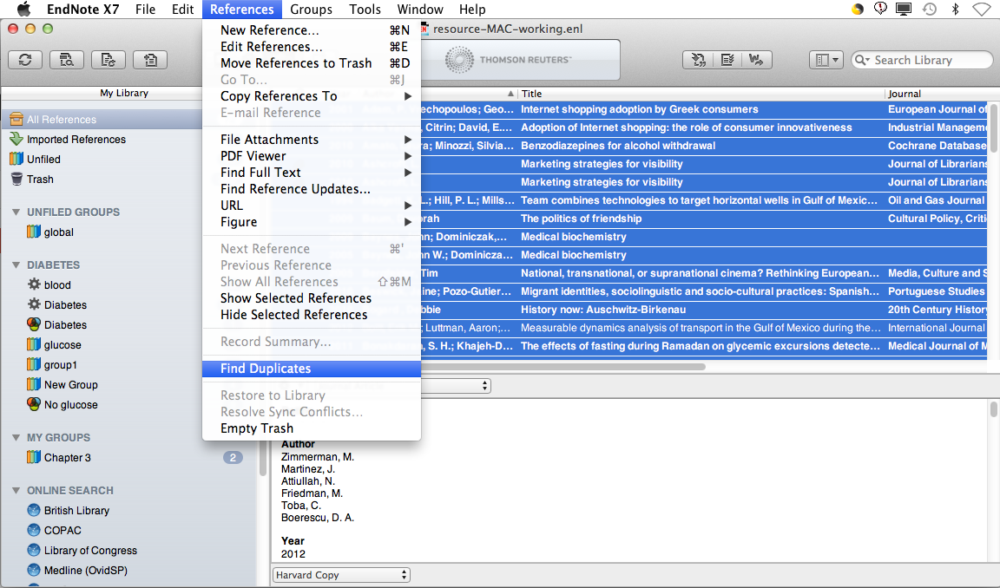 EndNote X7 File Edit References Groups Tools Window Help
resource-MAC-working.enl
THOMSON REUTERS™
Search Library
My Library
All References
Imported References
Unfiled
Trash
UNFILED GROUPS
global
DIABETES
blood
Diabetes
Diabetes
glucose
group1
New Group
No glucose
MY GROUPS
Chapter 3 2
ONLINE SEARCH
British Library
COPAC
Library of Congress
Medline (OvidSP)
New Reference... ⌘N
Edit References... ⌘E
Move References to Trash ⌘D
Go To... ⌘J
Copy References To
E-mail Reference
File Attachments
PDF Viewer
Find Full Text
Find Reference Updates...
URL
Figure
Next Reference ⌘'
Previous Reference
Show All References ⇧⌘M
Show Selected References
Hide Selected References
Record Summary...
Find Duplicates
Restore to Library
Resolve Sync Conflicts...
Empty Trash
Title Journal
echopoulos; Geo... Internet shopping adoption by Greek consumers European Journal of
, Citrin; David, E.... Adoption of Internet shopping: the role of consumer innovativeness Industrial Managem
ra; Minozzi, Silvia... Benzodiazepines for alcohol withdrawal Cochrane Database
Marketing strategies for visibility Journal of Librarians
Marketing strategies for visibility Journal of Librarians
L.; Hill, P. L.; Mills... Team combines technologies to target horizontal wells in Gulf of Mexic... Oil and Gas Journal
rah The politics of friendship Cultural Policy, Criti
nn; Dominiczak,... Medical biochemistry
n W.; Dominicza... Medical biochemistry
Tim National, transnational, or supranational cinema? Rethinking European... Media, Culture and S
ine; Pozo-Gutier... Migrant identities, sociolinguistic and socio-cultural practices: Spanish... Portuguese Studies
bbie History now: Auschwitz-Birkenau 20th Century History
; Luttman, Aaron;... Measurable dynamics analysis of transport in the Gulf of Mexico during the... International Journal
, S. H.; Khajeh-D... The effects of fasting during Ramadan on glycemic excursions detecte... Medical Journal of M
Author
Zimmerman, M.
Martinez, J.
Attiullah, N.
Friedman, M.
Toba, C.
Boerescu, D. A.
Year
2012
Harvard Copy